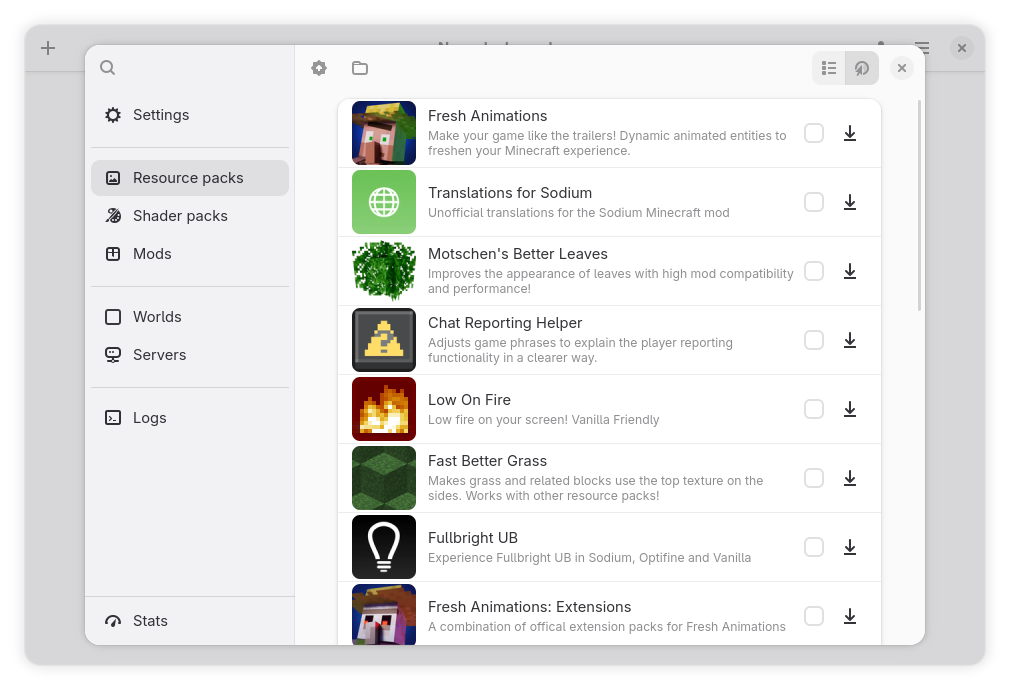 Settings
Resource packs
Shader packs
Mods
Worlds
Servers
Logs
Stats
Fresh Animations
Make your game like the trailers! Dynamic animated entities to
freshen your Minecraft experience.
Translations for Sodium
Unofficial translations for the Sodium Minecraft mod
Motschen's Better Leaves
Improves the appearance of leaves with high mod compatibility
and performance!
Chat Reporting Helper
Adjusts game phrases to explain the player reporting
functionality in a clearer way.
Low On Fire
Low fire on your screen! Vanilla Friendly
Fast Better Grass
Makes grass and related blocks use the top texture on the
sides. Works with other resource packs!
Fullbright UB
Experience Fullbright UB in Sodium, Optifine and Vanilla
Fresh Animations: Extensions
A combination of offical extension packs for Fresh Animations